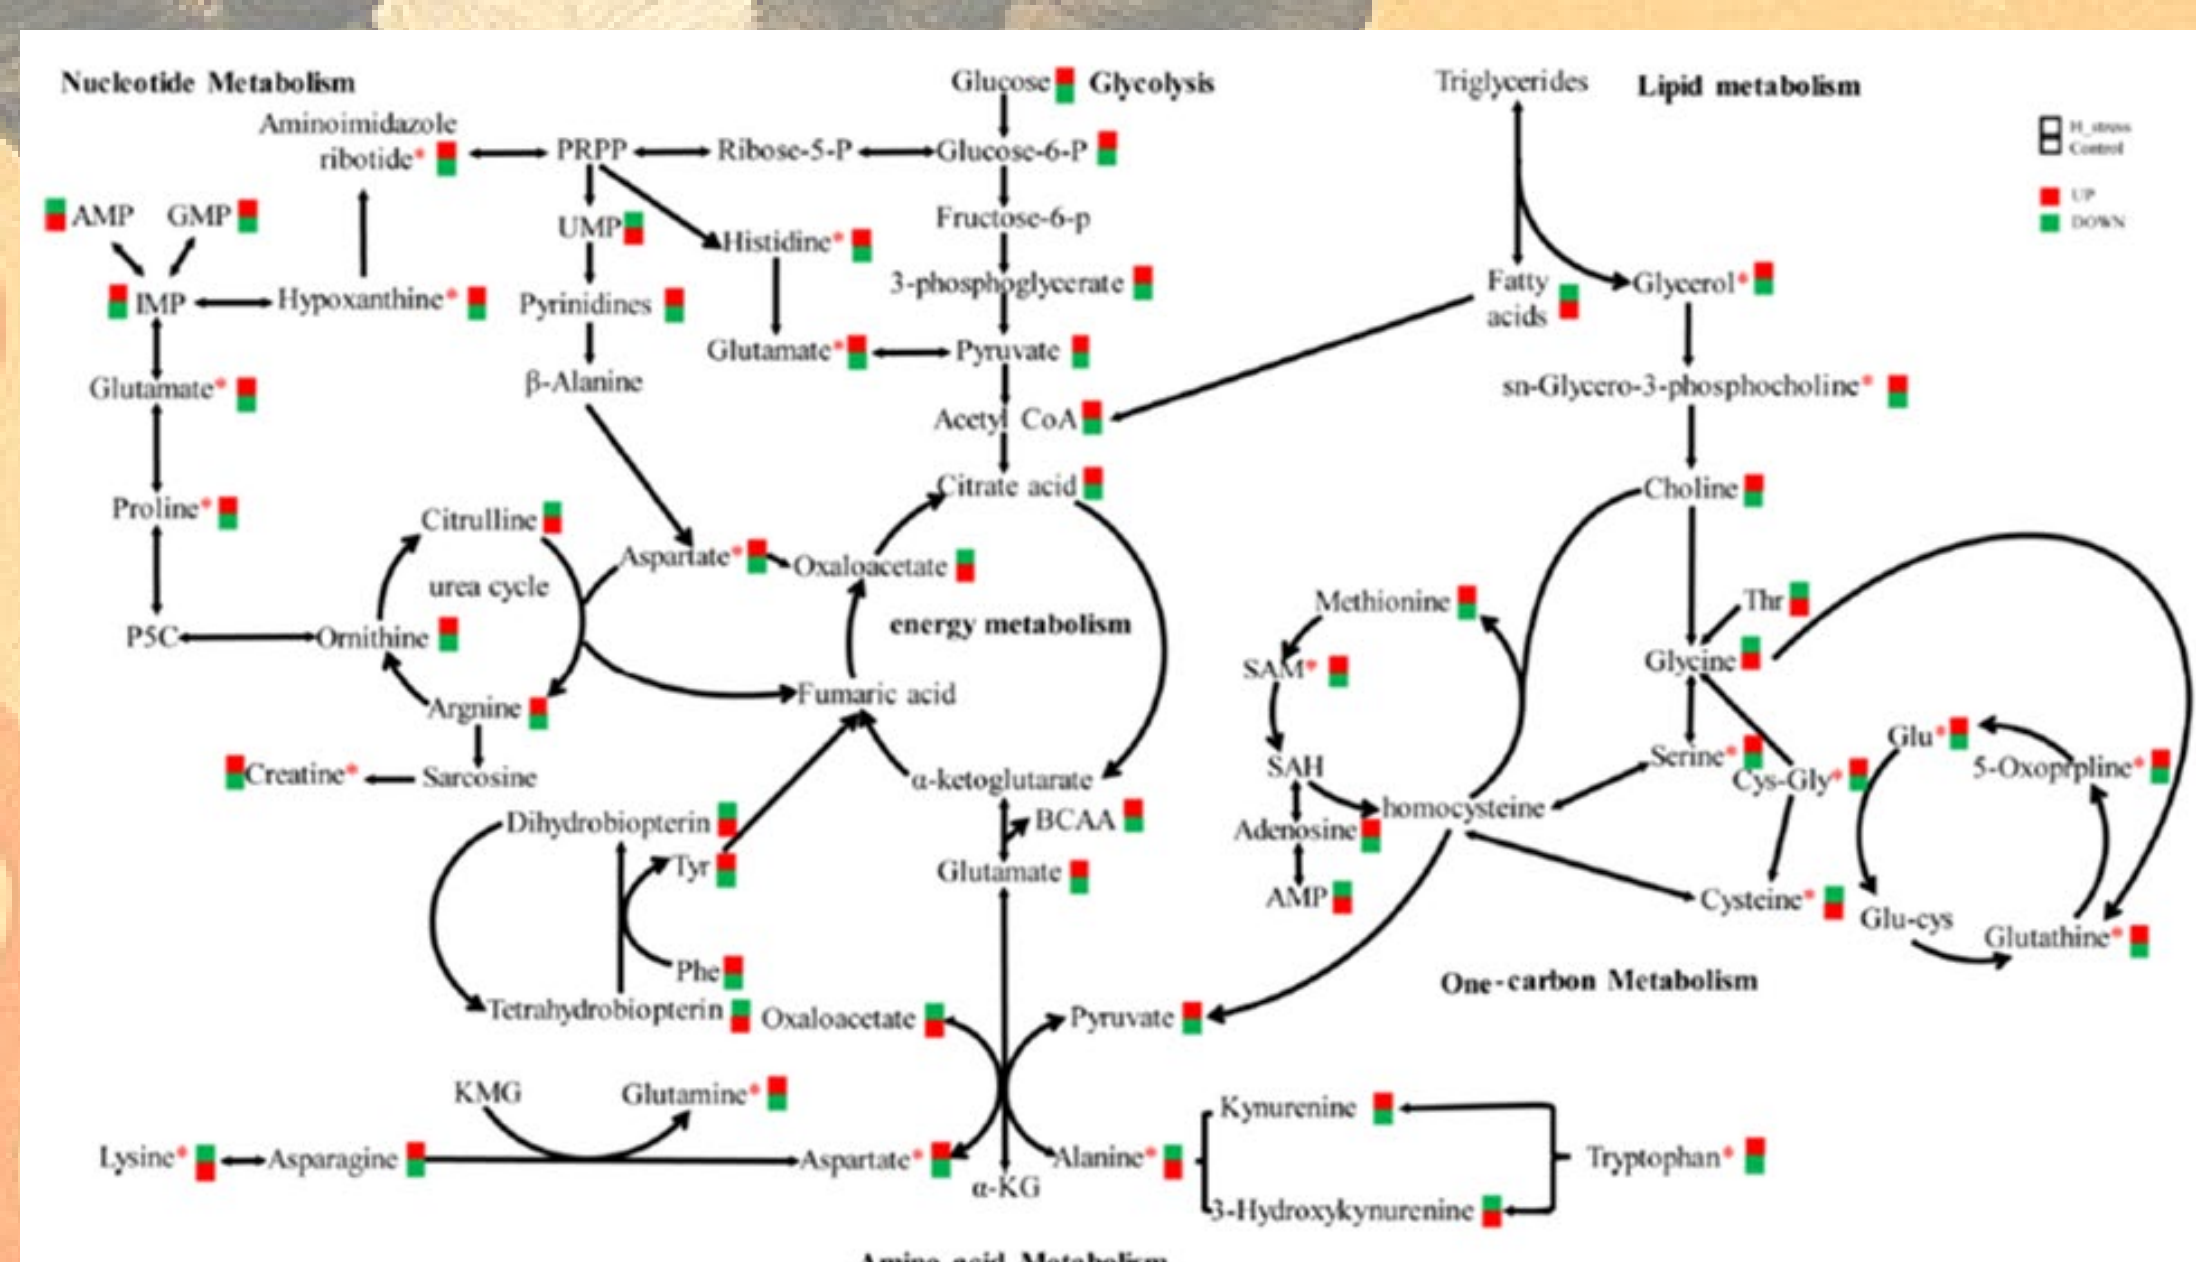 Nucleotide Metabolism
Glucose
Glycolysis
Triglycerides
Lipid metabolism
Aminoimidazole
ribotide*
PRPP
Ribose-5-P
Glucose-6-P
H_stress
Control
UP
DOWN
AMP
GMP
UMP
Histidine*
Fructose-6-p
IMP
Hypoxanthine*
Pyrinidines
3-phosphoglycerate
Fatty
acids
Glycerol*
Glutamate*
Pyruvate
Glutamate*
β-Alanine
Acetyl CoA
sn-Glycero-3-phosphocholine*
Citrate acid
Choline
Proline*
Citrulline
urea cycle
Aspartate*
Oxaloacetate
energy metabolism
Methionine
Thr
P5C
Ornithine
SAM*
Glycine
Argnine
Fumaric acid
Creatine*
Sarcosine
α-ketoglutarate
SAH
Serine*
Cys-Gly*
Glu*
5-Oxoprpline*
Dihydrobiopterin
BCAA
Adenosine
homocysteine
Tyr
Glutamate
AMP
Cysteine*
Glu-cys
Glutathine*
Phe
One-carbon Metabolism
Tetrahydrobiopterin
Oxaloacetate
Pyruvate
KMG
Glutamine*
Kynurenine
Lysine*
Asparagine
Aspartate*
Alanine*
Tryptophan*
α-KG
3-Hydroxykynurenine
Amino acid Metabolism